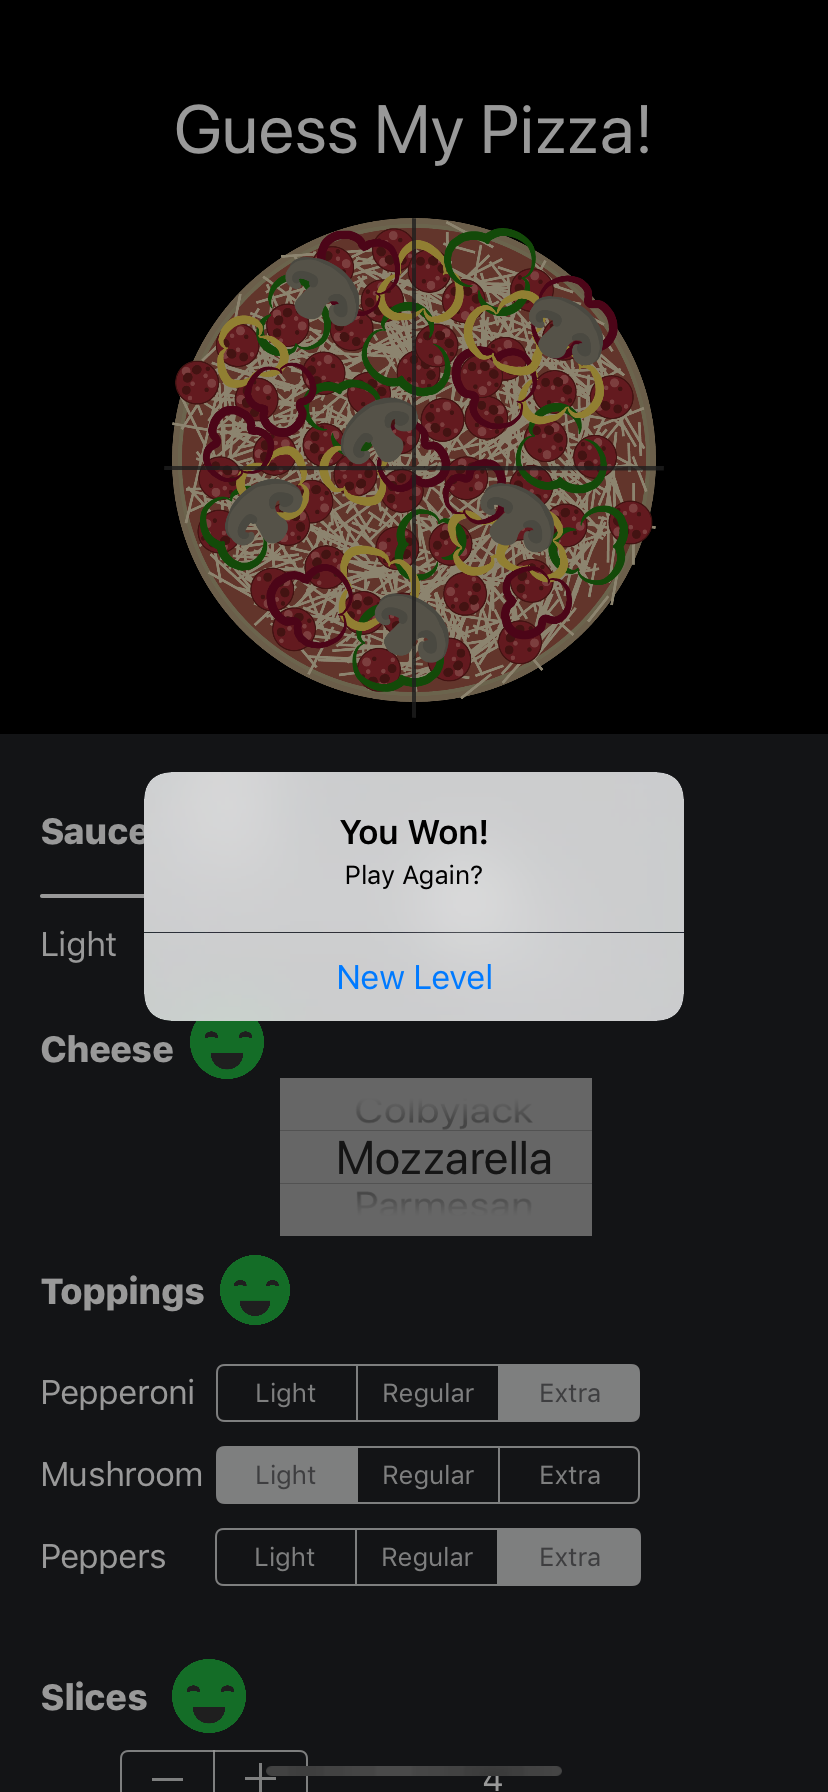 Guess My Pizza!
Sauce
You Won!
Play Again?
Light
New Level
Cheese
Colbyjack
Mozzarella
Parmesan
Toppings
Pepperoni Light Regular Extra
Mushroom Light Regular Extra
Peppers Light Regular Extra
Slices
− + 4